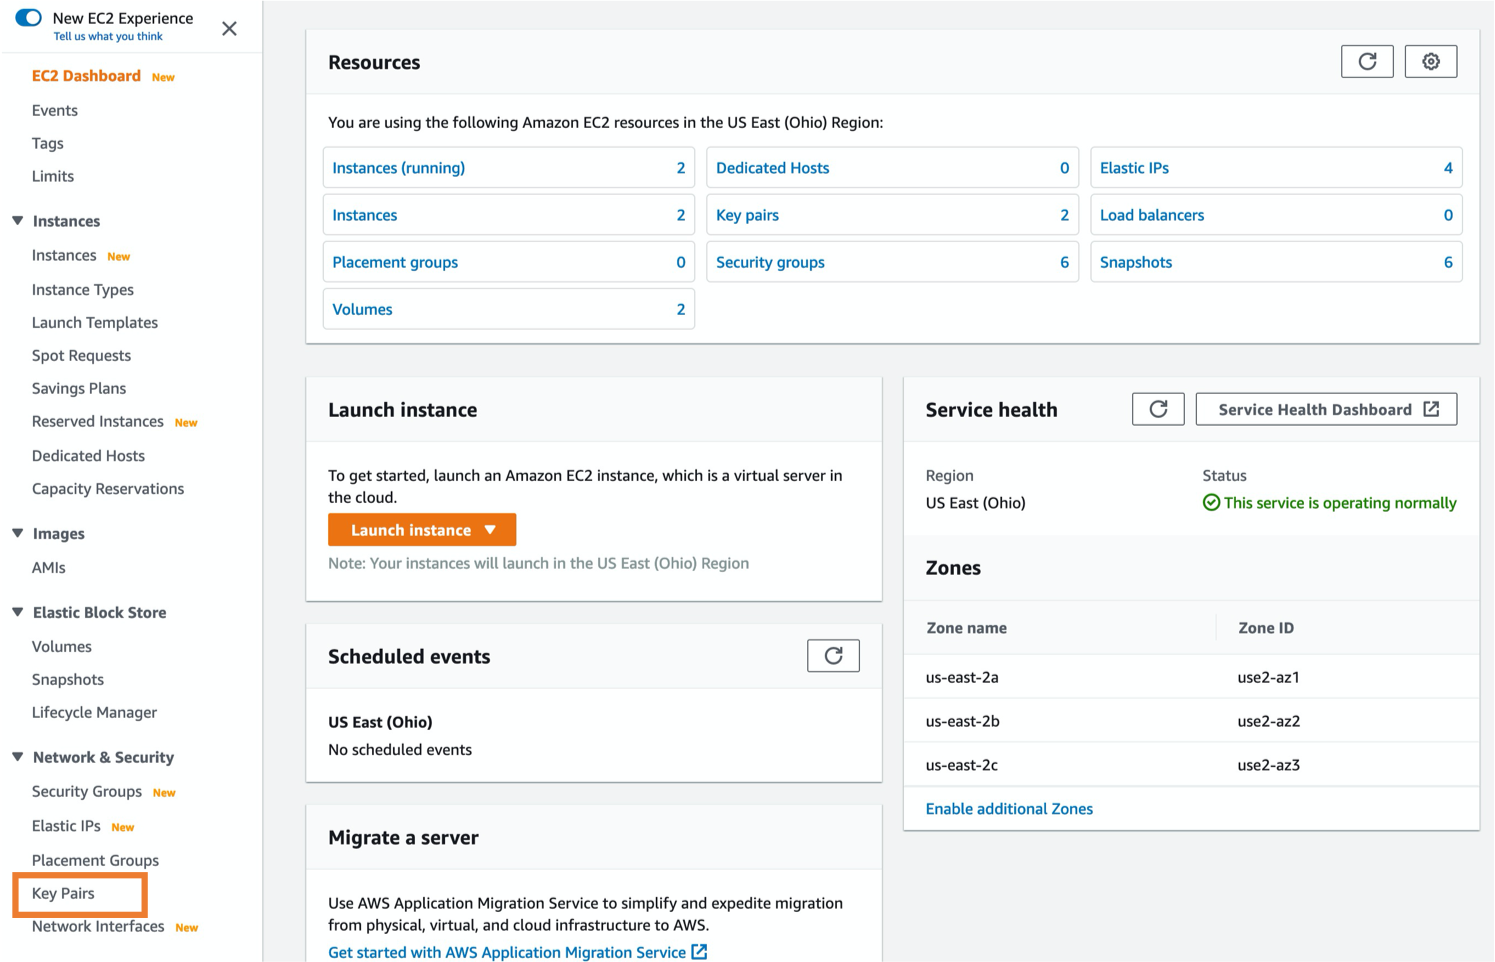 New EC2 Experience
Tell us what you think
EC2 Dashboard New
Events
Tags
Limits
Instances
Instances New
Instance Types
Launch Templates
Spot Requests
Savings Plans
Reserved Instances New
Dedicated Hosts
Capacity Reservations
Images
AMIs
Elastic Block Store
Volumes
Snapshots
Lifecycle Manager
Network & Security
Security Groups New
Elastic IPs New
Placement Groups
Key Pairs
Network Interfaces New
Resources
You are using the following Amazon EC2 resources in the US East (Ohio) Region:
Instances (running) 2
Dedicated Hosts 0
Elastic IPs 4
Instances 2
Key pairs 2
Load balancers 0
Placement groups 0
Security groups 6
Snapshots 6
Volumes 2
Launch instance
To get started, launch an Amazon EC2 instance, which is a virtual server in
the cloud.
Launch instance
Note: Your instances will launch in the US East (Ohio) Region
Scheduled events
US East (Ohio)
No scheduled events
Migrate a server
Use AWS Application Migration Service to simplify and expedite migration
from physical, virtual, and cloud infrastructure to AWS.
Get started with AWS Application Migration Service
Service health
Service Health Dashboard
Region
US East (Ohio)
Status
This service is operating normally
Zones
Zone name Zone ID
us-east-2a use2-az1
us-east-2b use2-az2
us-east-2c use2-az3
Enable additional Zones